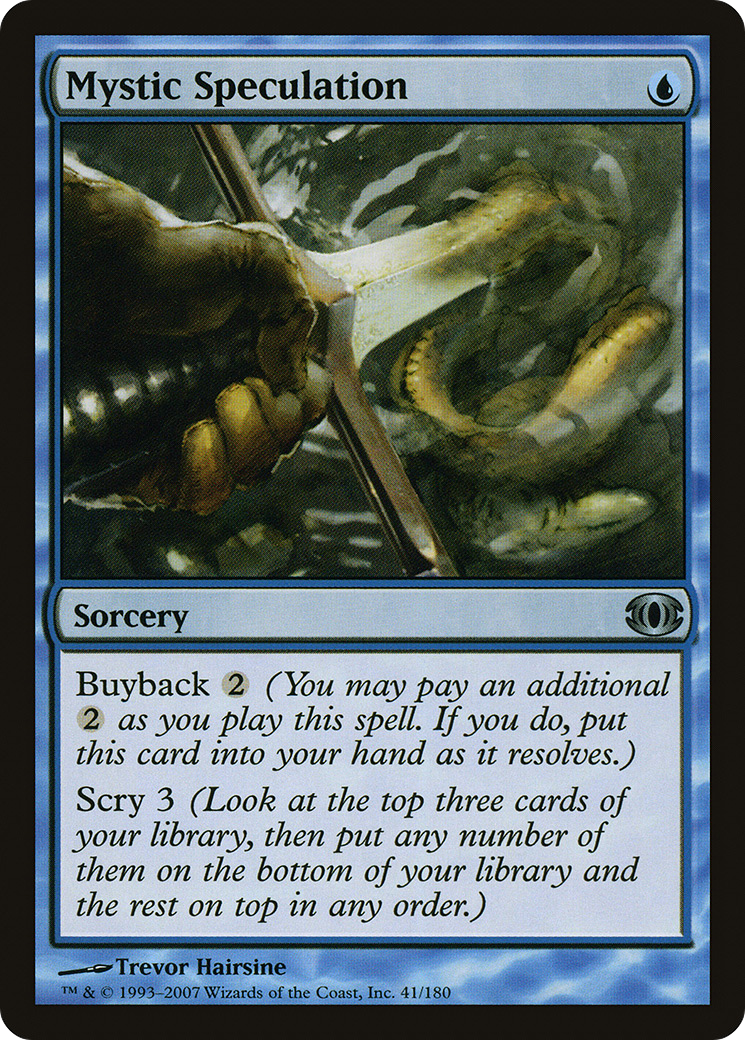 Mystic Speculation
Sorcery
Buyback 2 (You may pay an additional
2 as you play this spell. If you do, put
this card into your hand as it resolves.)
Scry 3 (Look at the top three cards of
your library, then put any number of
them on the bottom of your library and
the rest on top in any order.)
Trevor Hairsine
™ & © 1993–2007 Wizards of the Coast, Inc. 41/180